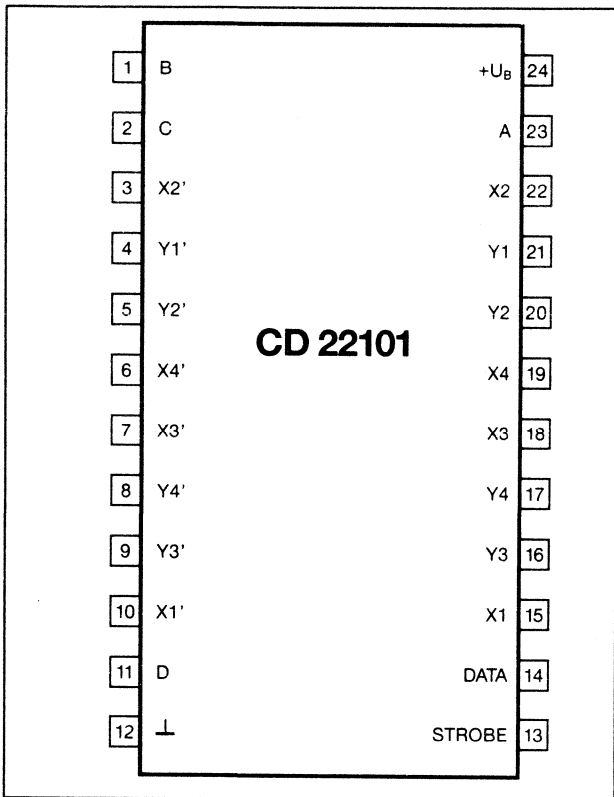 1 B +U_B 24
2 C A 23
3 X2' X2 22
4 Y1' Y1 21
5 Y2' Y2 20
CD 22101
6 X4' X4 19
7 X3' X3 18
8 Y4' Y4 17
9 Y3' Y3 16
10 X1' X1 15
11 D DATA 14
12 ⊥ STROBE 13